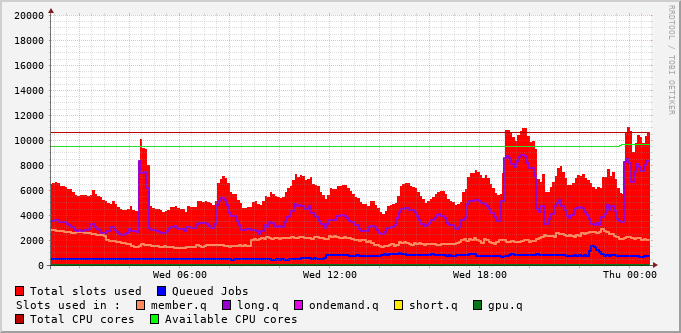 20000
18000
16000
14000
12000
10000
8000
6000
4000
2000
0
Wed 06:00 Wed 12:00 Wed 18:00 Thu 00:00
Total slots used Queued Jobs
Slots used in : member.q long.q ondemand.q short.q gpu.q
Total CPU cores Available CPU cores
RRDTOOL / TOBI OETIKER